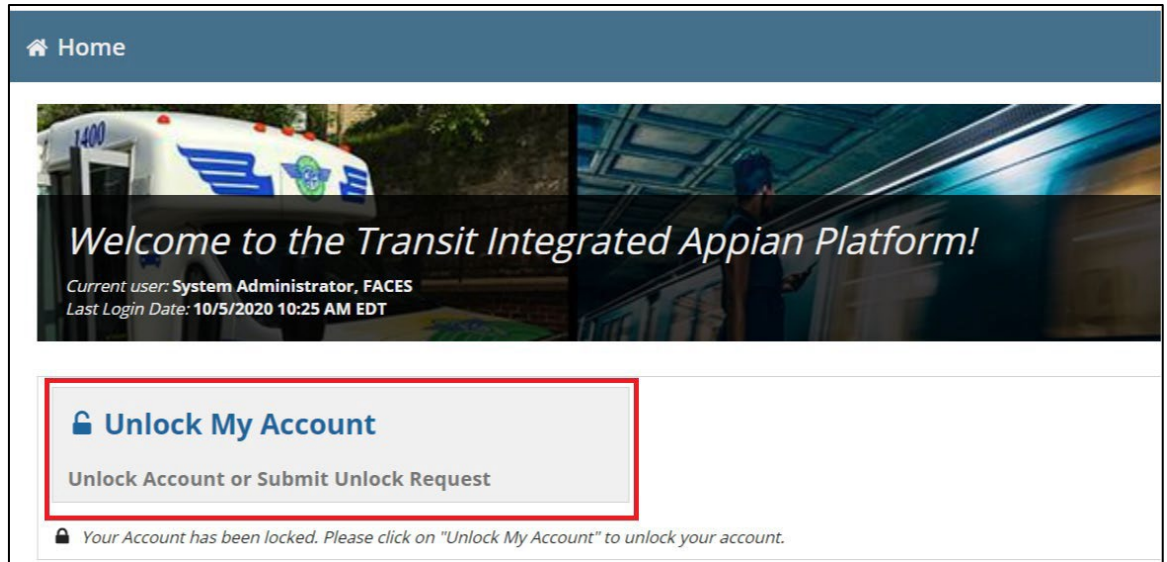 Home
1400
Welcome to the Transit Integrated Appian Platform!
Current user: System Administrator, FACES
Last Login Date: 10/5/2020 10:25 AM EDT
Unlock My Account
Unlock Account or Submit Unlock Request
Your Account has been locked. Please click on "Unlock My Account" to unlock your account.